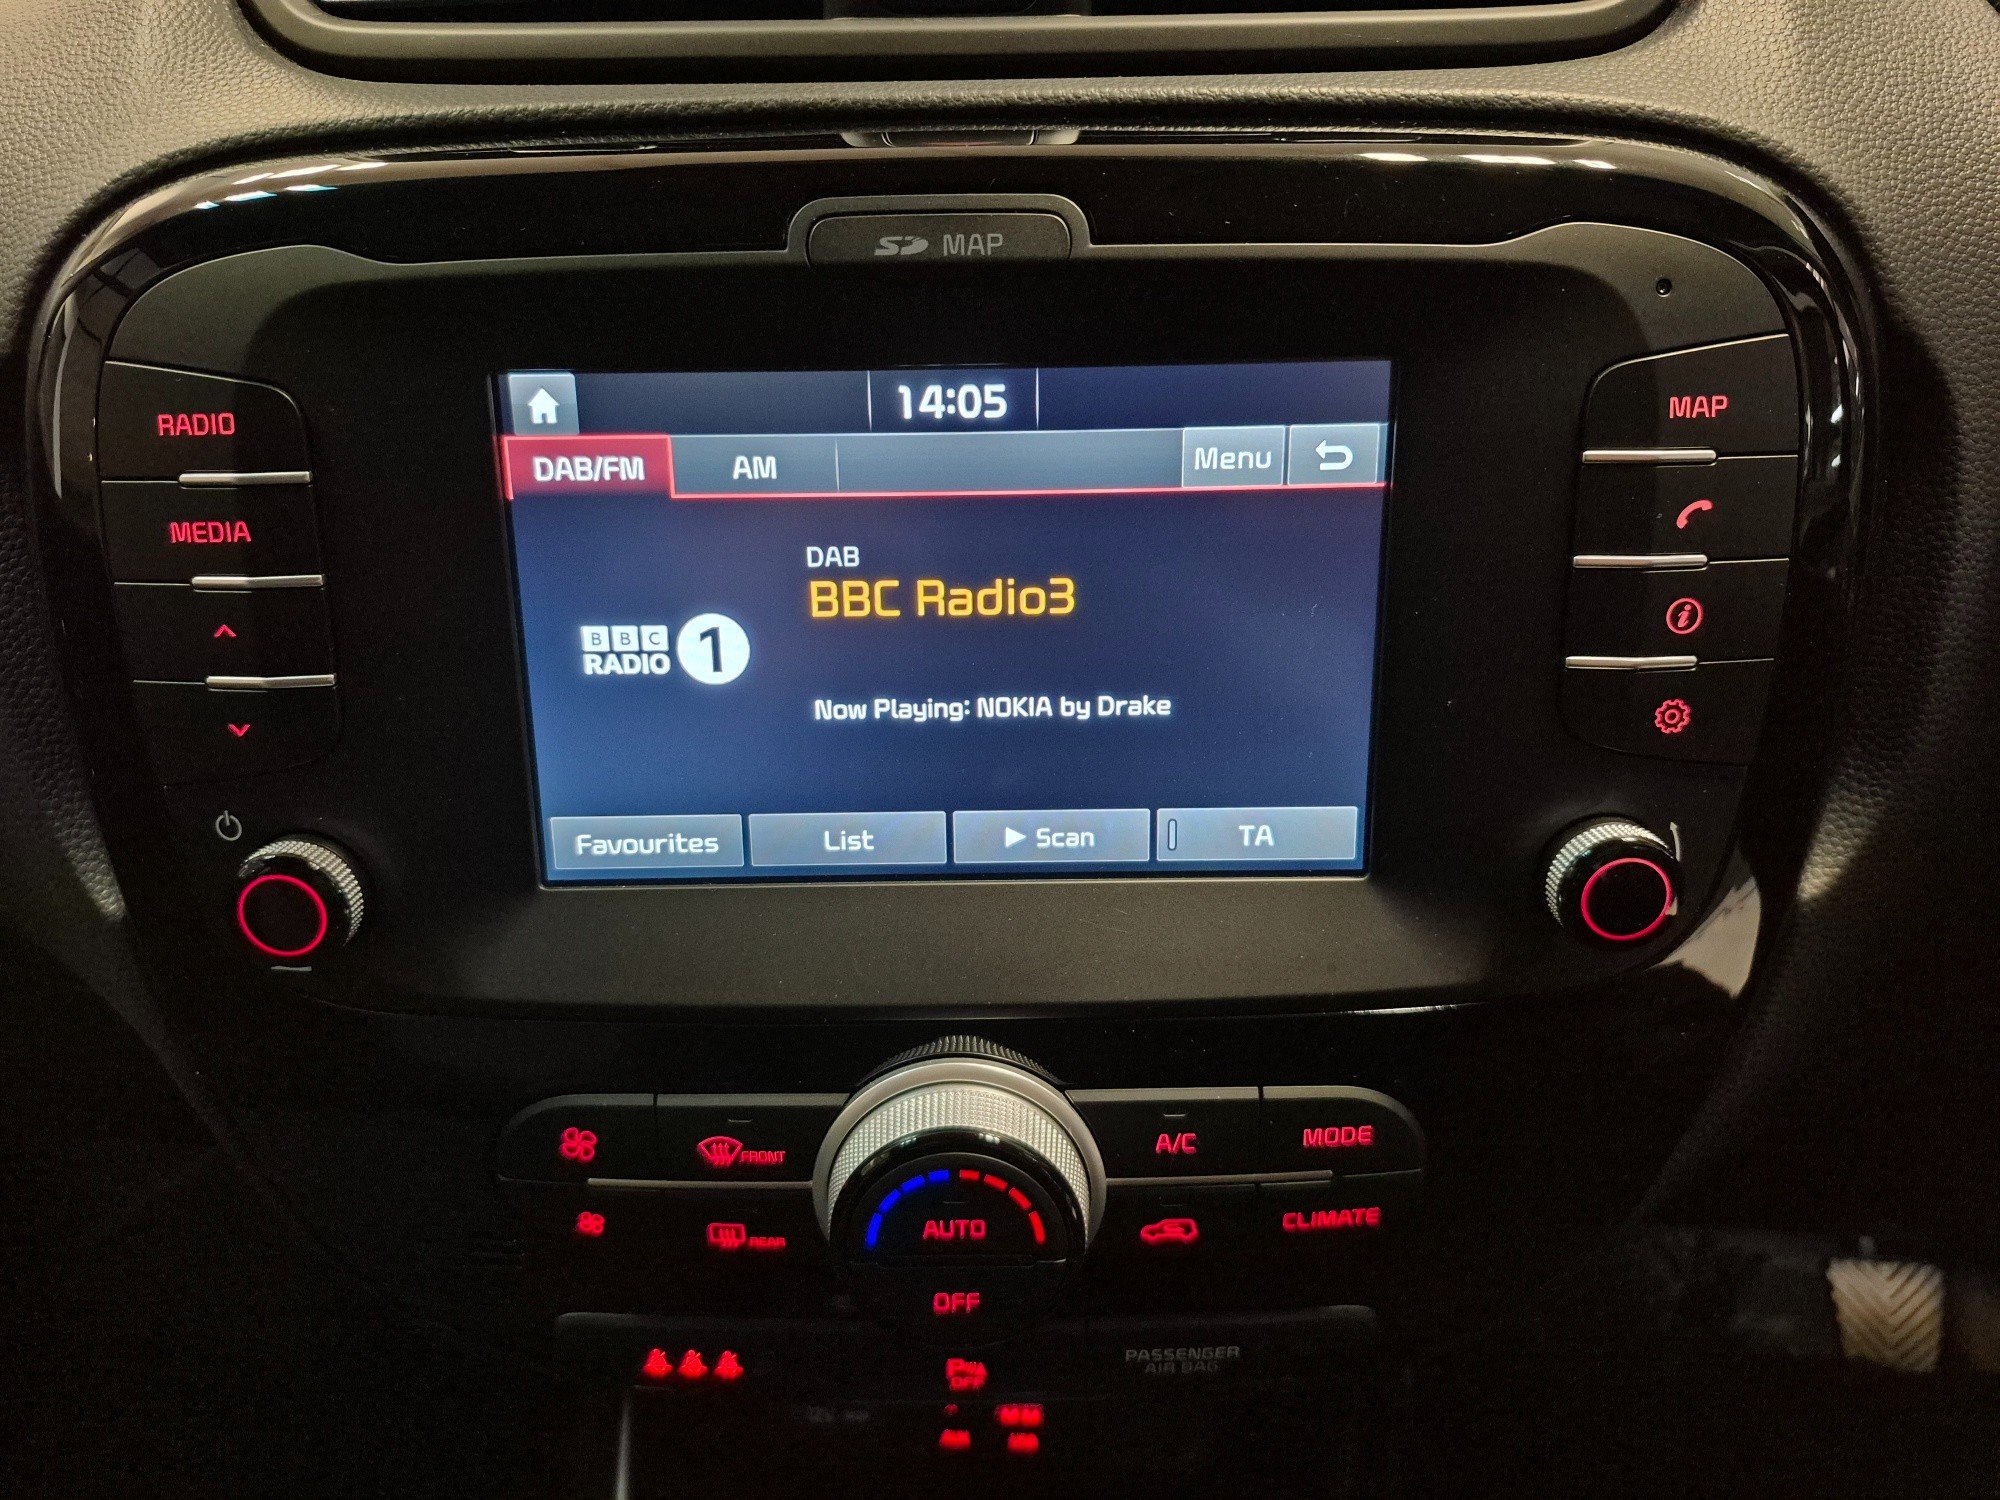 SD MAP
RADIO
MAP
MEDIA
14:05
DAB/FM AM Menu
DAB
BBC Radio3
BBC
RADIO 1
Now Playing: NOKIA by Drake
Favourites List Scan TA
FRONT
A/C
MODE
REAR
AUTO
CLIMATE
OFF
PASSENGER
AIR BAG
P
OFF